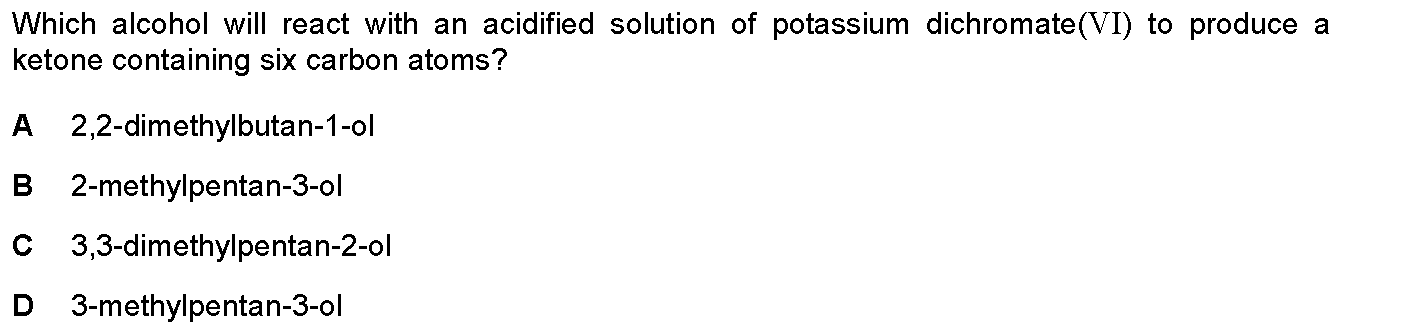 Which alcohol will react with an acidified solution of potassium dichromate(VI) to produce a
ketone containing six carbon atoms?
A 2,2-dimethylbutan-1-ol
B 2-methylpentan-3-ol
C 3,3-dimethylpentan-2-ol
D 3-methylpentan-3-ol